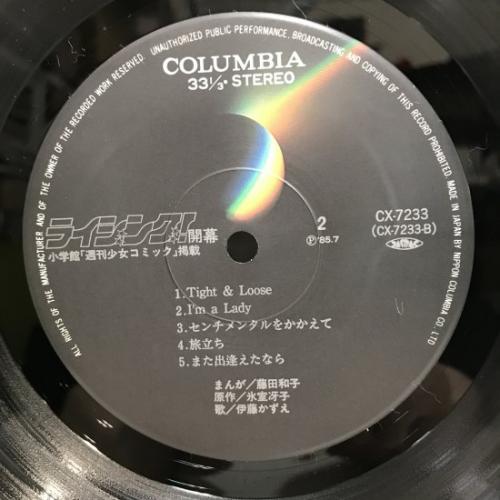 ALL RIGHTS OF THE MANUFACTURER AND OF THE OWNER OF THE RECORDED WORK RESERVED. UNAUTHORIZED PUBLIC PERFORMANCE, BROADCASTING AND COPYING OF THIS RECORD PROHIBITED. MADE IN JAPAN BY NIPPON COLUMBIA CO., LTD.
COLUMBIA
33⅓・STEREO
ライジング!開幕
小学館「週刊少女コミック」掲載
2
Ⓟ'85.7
CX-7233
(CX-7233-B)
1.Tight & Loose
2.I'm a Lady
3.センチメンタルをかかえて
4.旅立ち
5.また出逢えたなら
まんが/藤田和子
原作/氷室冴子
歌/伊藤かずえ